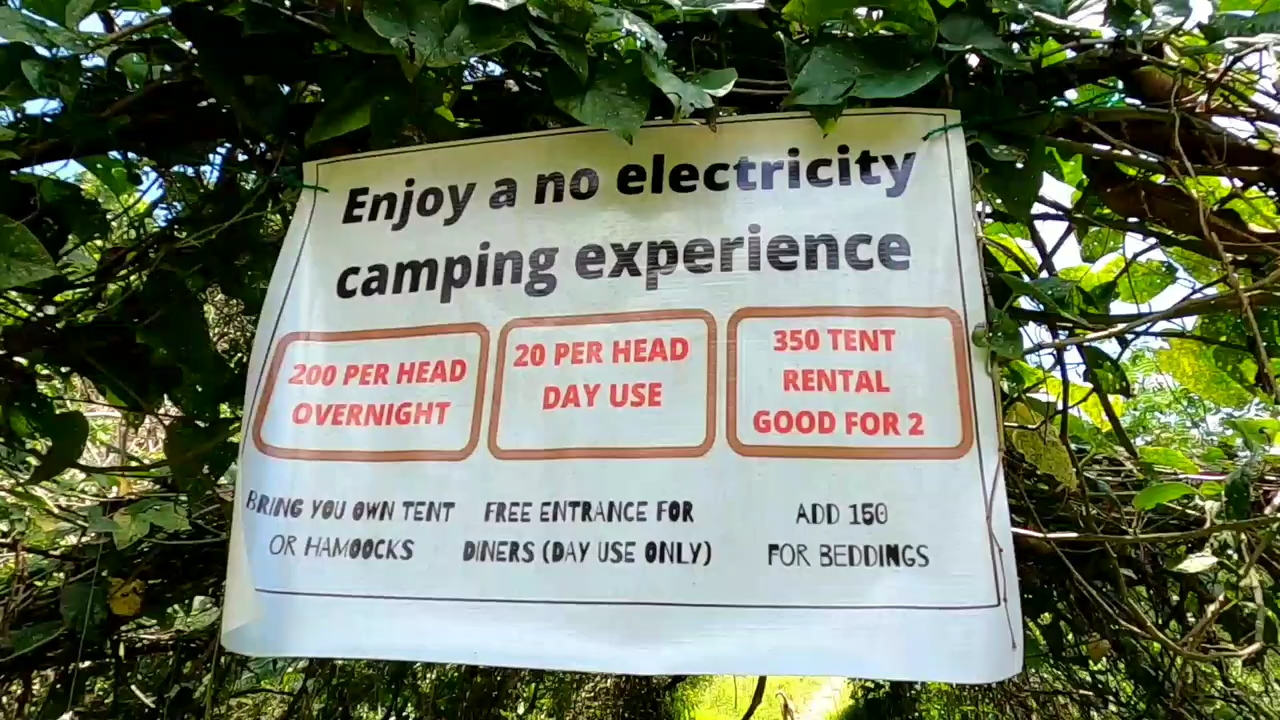 Enjoy a no electricity
camping experience
200 PER HEAD
OVERNIGHT
20 PER HEAD
DAY USE
350 TENT
RENTAL
GOOD FOR 2
BRING YOU OWN TENT
OR HAMOOCKS
FREE ENTRANCE FOR
DINERS (DAY USE ONLY)
ADD 150
FOR BEDDINGS